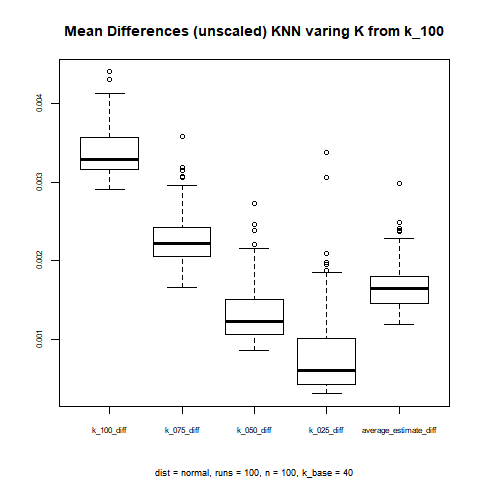 Mean Differences (unscaled) KNN varing K from k_100
0.004
0.003
0.002
0.001
k_100_diff k_075_diff k_050_diff k_025_diff average_estimate_diff
dist = normal, runs = 100, n = 100, k_base = 40